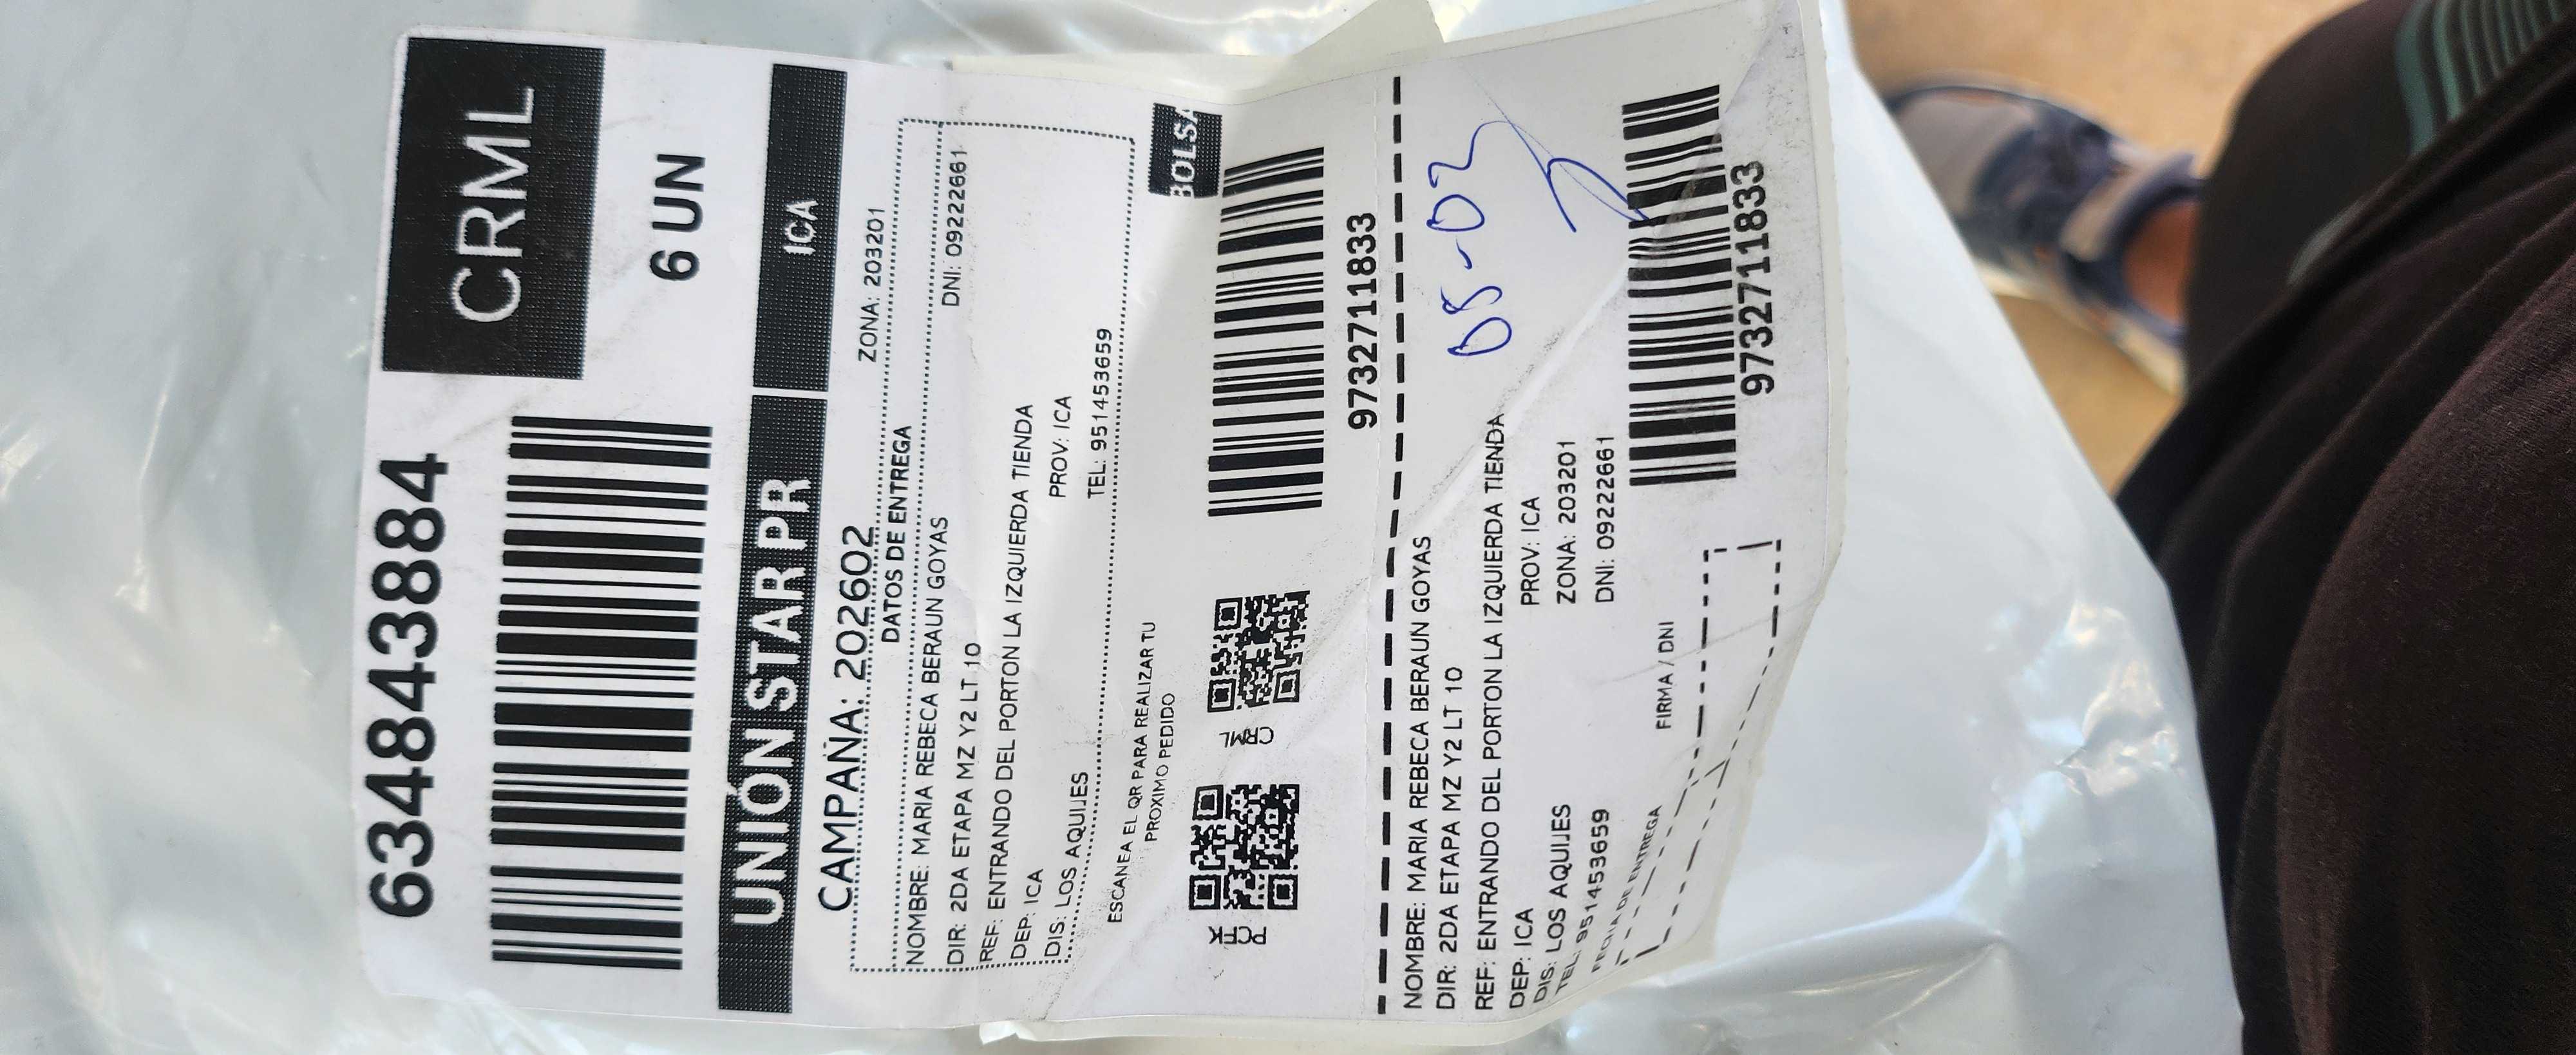 6348843884
CRML
6 UN
UNIÓN STAR PR
ICA
CAMPAÑA: 202602
ZONA: 203201
DATOS DE ENTREGA
NOMBRE: MARIA REBECA BERAUN GOYAS
DIR: 2DA ETAPA MZ Y2 LT 10
DNI: 09222661
REF: ENTRANDO DEL PORTON LA IZQUIERDA TIENDA
DEP: ICA
PROV: ICA
DIS: LOS AQUIJES
TEL: 951453659
ESCANEA EL QR PARA REALIZAR TU
PROXIMO PEDIDO
BOLSA
PCFK
CRML
9732711833
NOMBRE: MARIA REBECA BERAUN GOYAS
DIR: 2DA ETAPA MZ Y2 LT 10
05-02
REF: ENTRANDO DEL PORTON LA IZQUIERDA TIENDA
DEP: ICA
PROV: ICA
DIS: LOS AQUIJES
ZONA: 203201
TEL: 951453659
DNI: 09222661
FECHA DE ENTREGA
FIRMA / DNI
9732711833